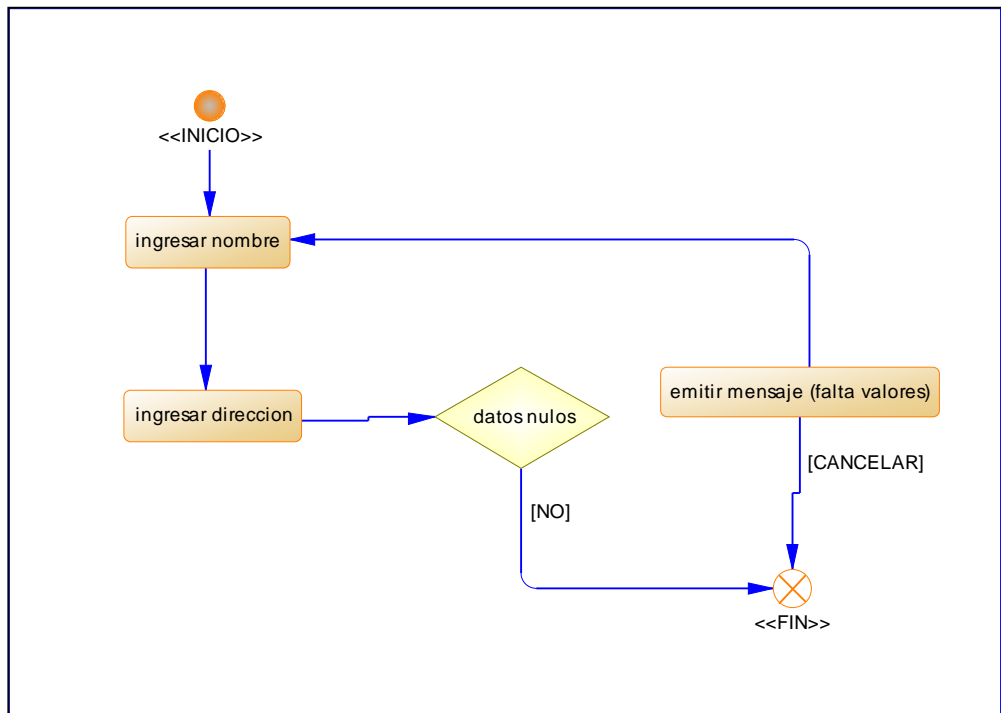 <<INICIO>>
ingresar nombre
ingresar direccion
datos nulos
emitir mensaje (falta valores)
[CANCELAR]
[NO]
<<FIN>>